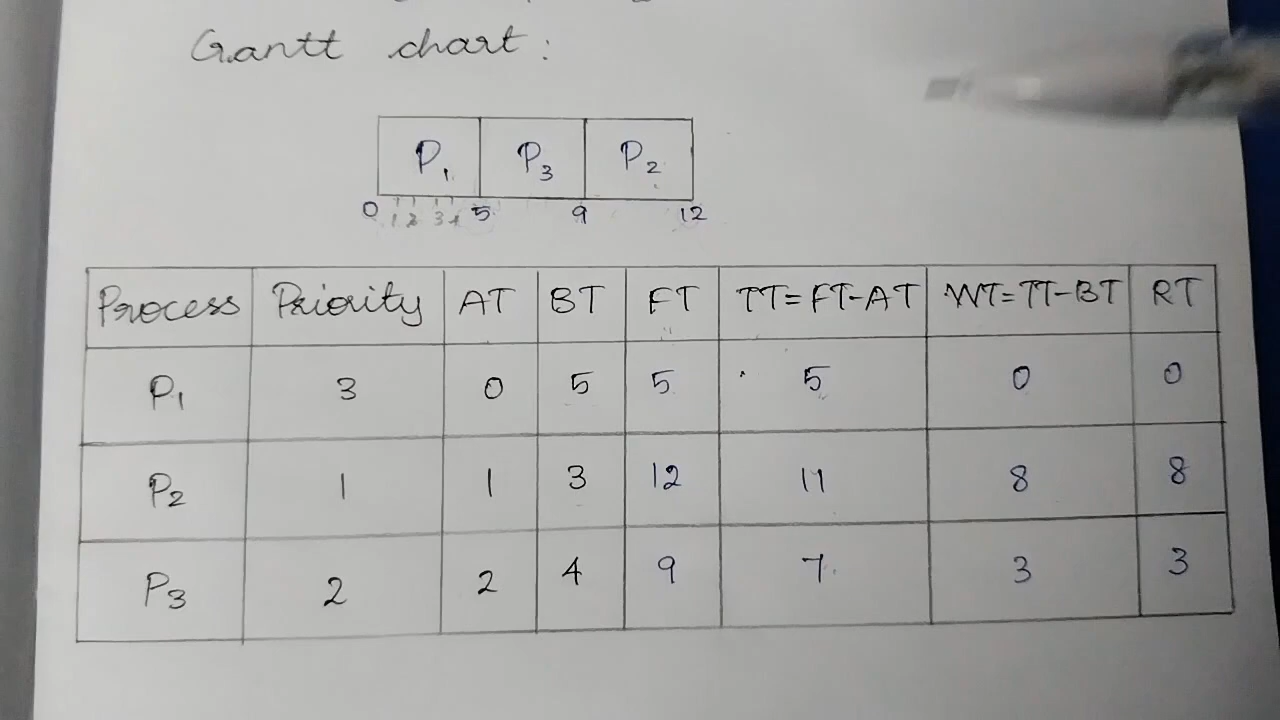 Gantt chart :
P₁ P₃ P₂
0 1 2 3 4 5 9 12
Process Priority AT BT FT TT=FT-AT WT=TT-BT RT
P₁ 3 0 5 5 5 0 0
P₂ 1 1 3 12 11 8 8
P₃ 2 2 4 9 7 3 3